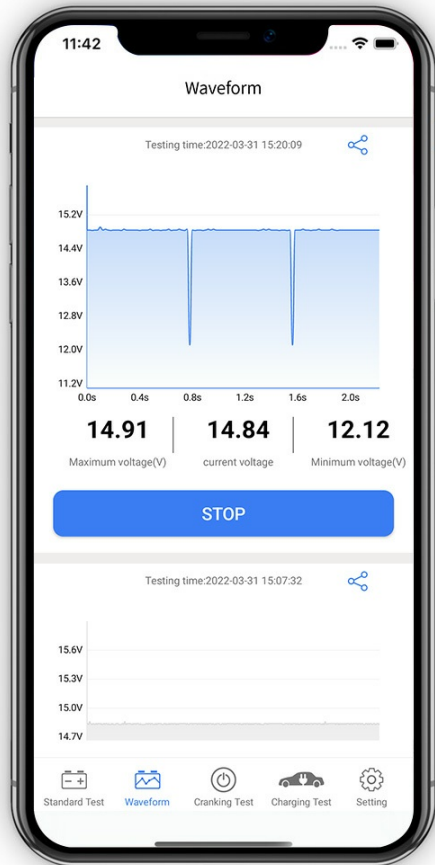 11:42
Waveform
Testing time:2022-03-31 15:20:09
15.2V
14.4V
13.6V
12.8V
12.0V
11.2V
0.0s 0.4s 0.8s 1.2s 1.6s 2.0s
14.91 14.84 12.12
Maximum voltage(V) current voltage Minimum voltage(V)
STOP
Testing time:2022-03-31 15:07:32
15.6V
15.3V
15.0V
14.7V
Standard Test Waveform Cranking Test Charging Test Setting